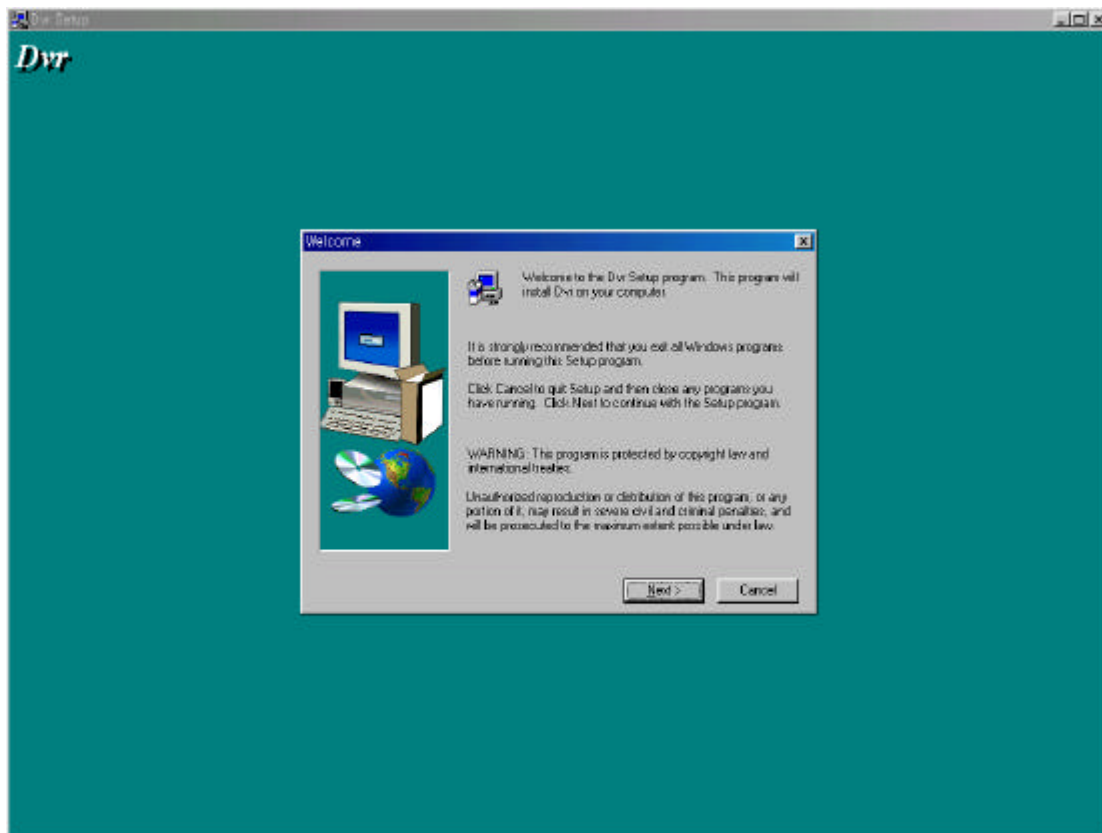 Dvr Setup
Dvr
Welcome
Welcome to the Dvr Setup program. This program will
install Dvr on your computer.
It is strongly recommended that you exit all Windows programs
before running this Setup program.
Click Cancel to quit Setup and then close any programs you
have running. Click Next to continue with the Setup program.
WARNING: This program is protected by copyright law and
international treaties.
Unauthorized reproduction or distribution of this program, or any
portion of it, may result in severe civil and criminal penalties, and
will be prosecuted to the maximum extent possible under law.
Next >
Cancel